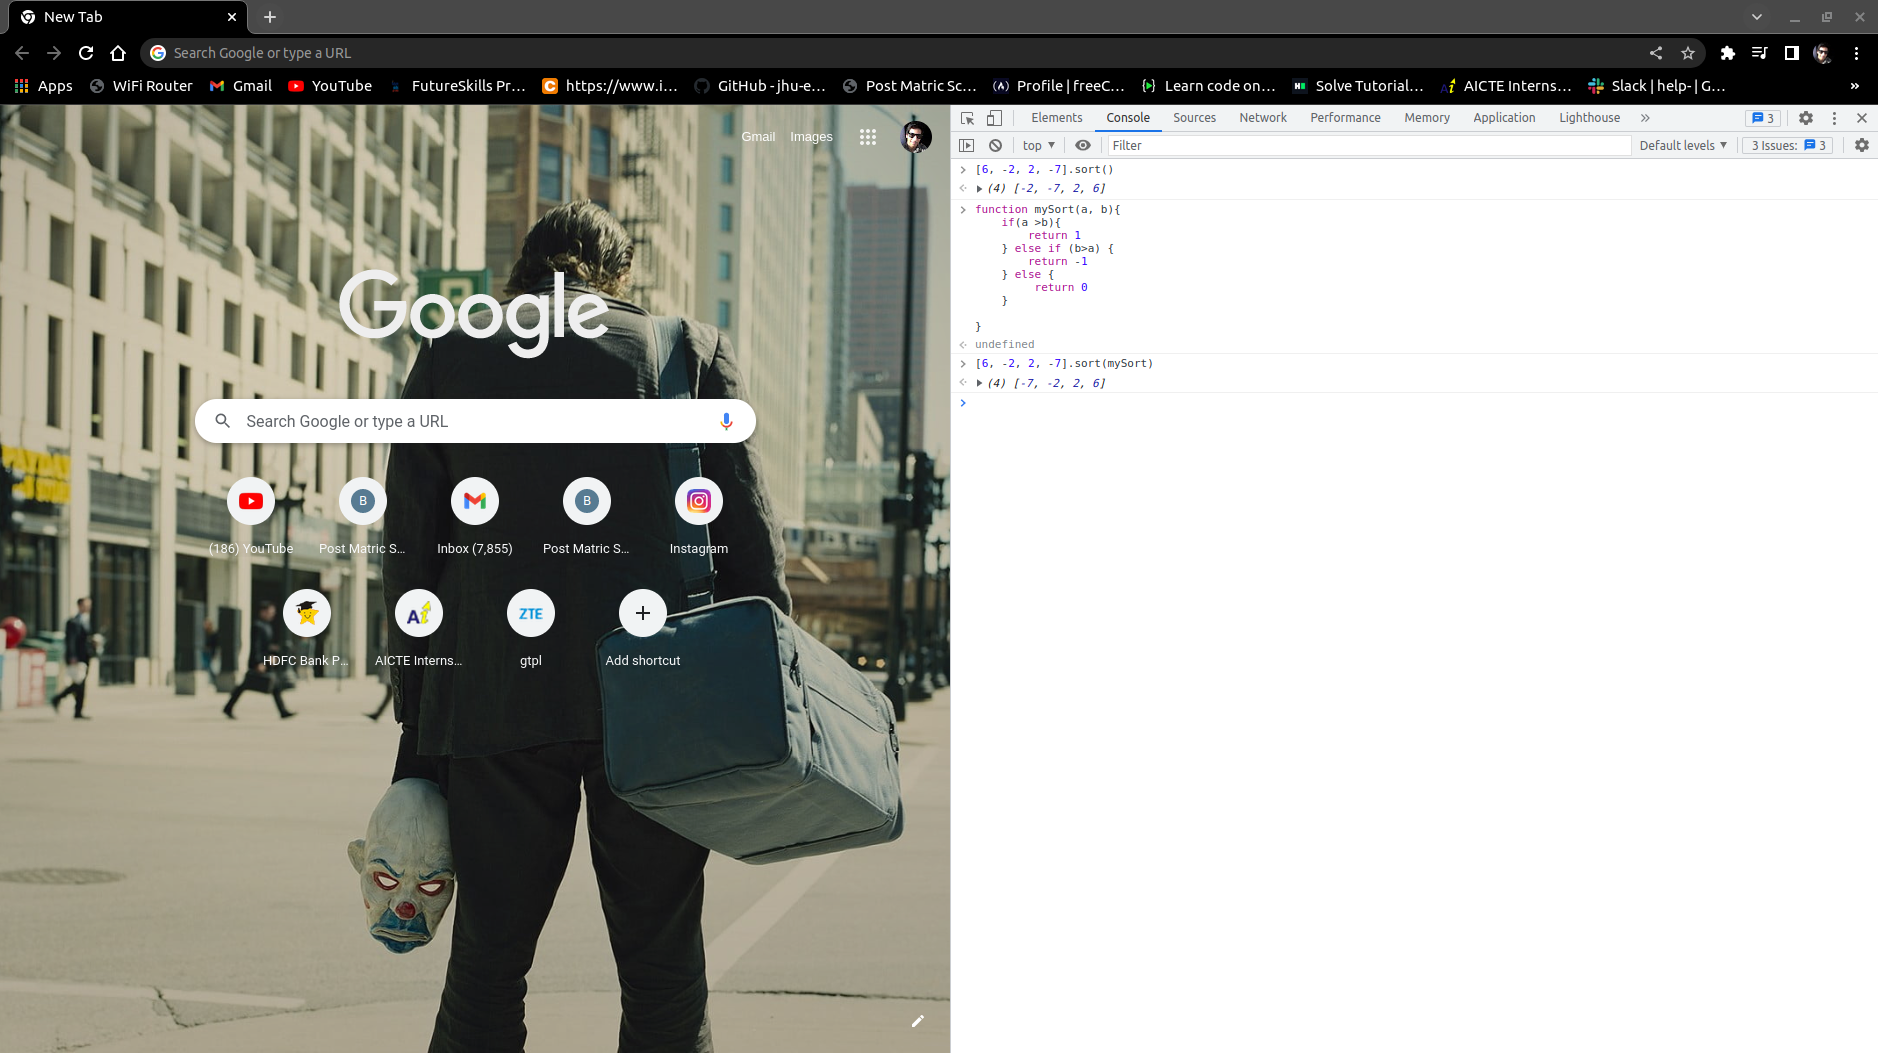 New Tab
Search Google or type a URL
Apps WiFi Router Gmail YouTube FutureSkills Pr... https://www.i... GitHub - jhu-e... Post Matric Sc... Profile | freeC... Learn code on... Solve Tutorial... AICTE Interns... Slack | help- | G... »
Gmail Images
Google
Search Google or type a URL
B B
(186) YouTube Post Matric S... Inbox (7,855) Post Matric S... Instagram
ZTE
HDFC Bank P... AICTE Interns... gtpl Add shortcut
Elements Console Sources Network Performance Memory Application Lighthouse » 3
top Filter Default levels 3 Issues: 3
[6, -2, 2, -7].sort()
(4) [-2, -7, 2, 6]
function mySort(a, b){
if(a >b){
return 1
} else if (b>a) {
return -1
} else {
return 0
}
}
undefined
[6, -2, 2, -7].sort(mySort)
(4) [-7, -2, 2, 6]